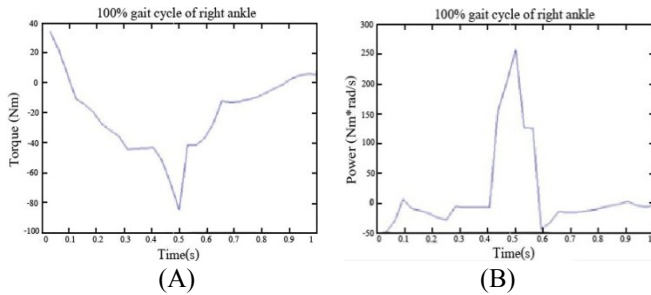 100% gait cycle of right ankle
40
20
0
-20
-40
-60
-80
-100
Torque (Nm)
0 0.1 0.2 0.3 0.4 0.5 0.6 0.7 0.8 0.9 1
Time(s)
(A)
100% gait cycle of right ankle
300
250
200
150
100
50
0
-50
Power (Nm*rad/s)
0 0.1 0.2 0.3 0.4 0.5 0.6 0.7 0.8 0.9 1
Time(s)
(B)